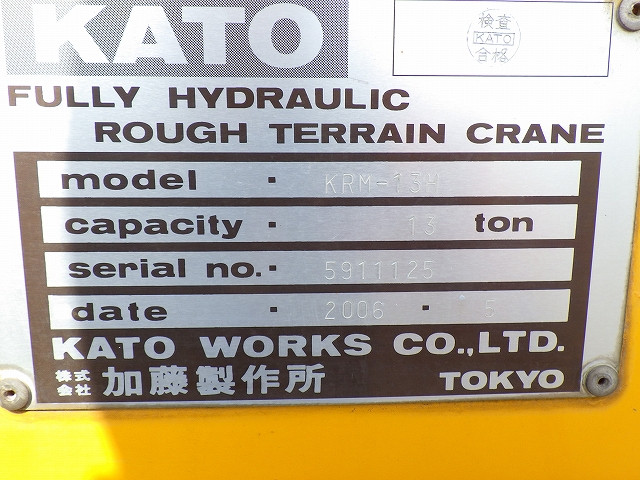 KATO
検査
KATO
合格
FULLY HYDRAULIC
ROUGH TERRAIN CRANE
model · KRM-13H
capacity · 13 ton
serial no. · 5911125
date · 2006 · 5
KATO WORKS CO.,LTD.
株式会社 加藤製作所 TOKYO